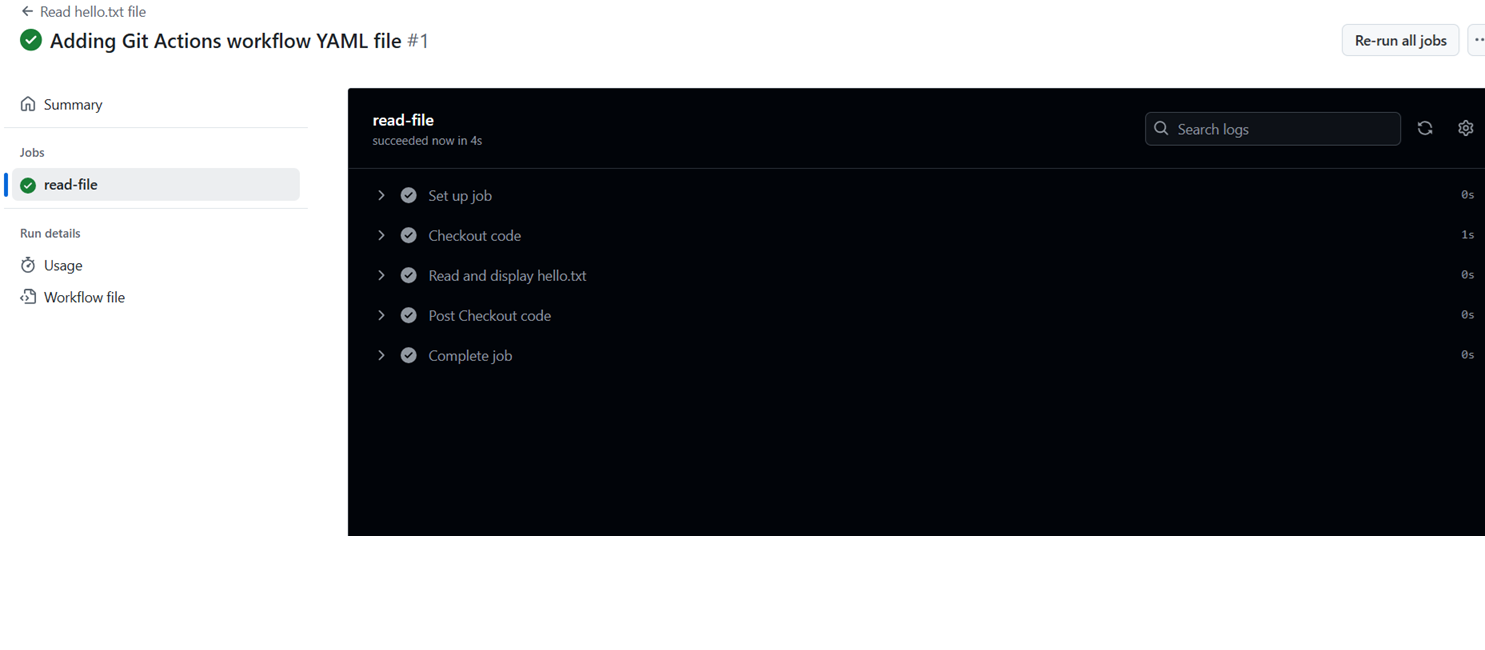 Read hello.txt file
Adding Git Actions workflow YAML file #1
Re-run all jobs
Summary
Jobs
read-file
Run details
Usage
Workflow file
read-file
succeeded now in 4s
Search logs
Set up job 0s
Checkout code 1s
Read and display hello.txt 0s
Post Checkout code 0s
Complete job 0s